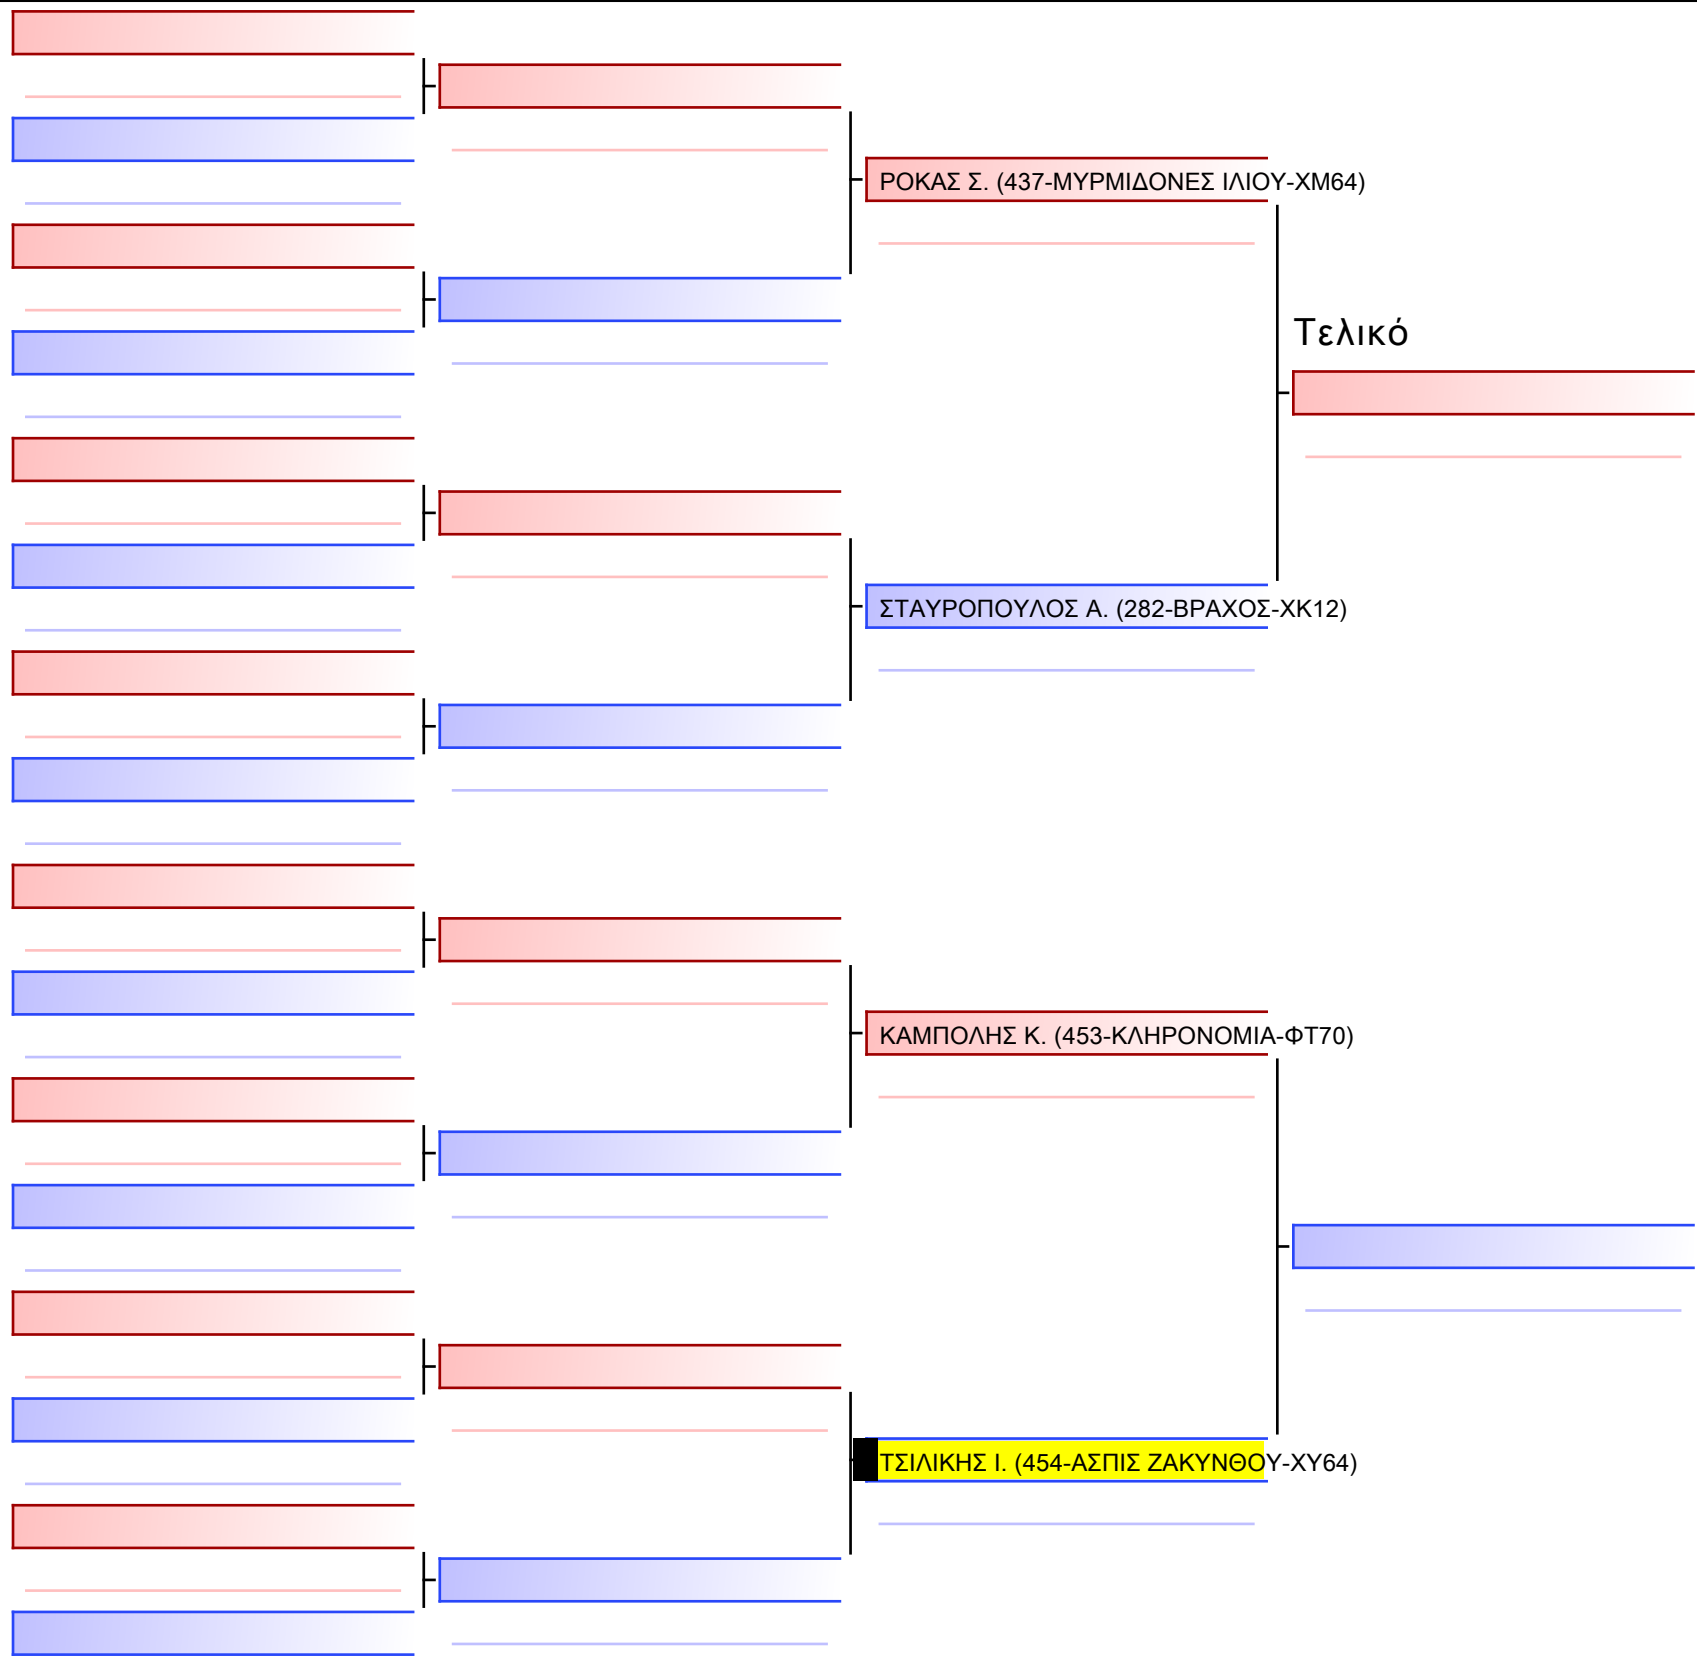 ΡΟΚΑΣ Σ. (437-ΜΥΡΜΙΔΟΝΕΣ ΙΛΙΟΥ-ΧΜ64)
Τελικό
ΣΤΑΥΡΟΠΟΥΛΟΣ Α. (282-ΒΡΑΧΟΣ-ΧΚ12)
ΚΑΜΠΟΛΗΣ Κ. (453-ΚΛΗΡΟΝΟΜΙΑ-ΦΤ70)
ΤΣΙΛΙΚΗΣ Ι. (454-ΑΣΠΙΣ ΖΑΚΥΝΘΟΥ-ΧΥ64)